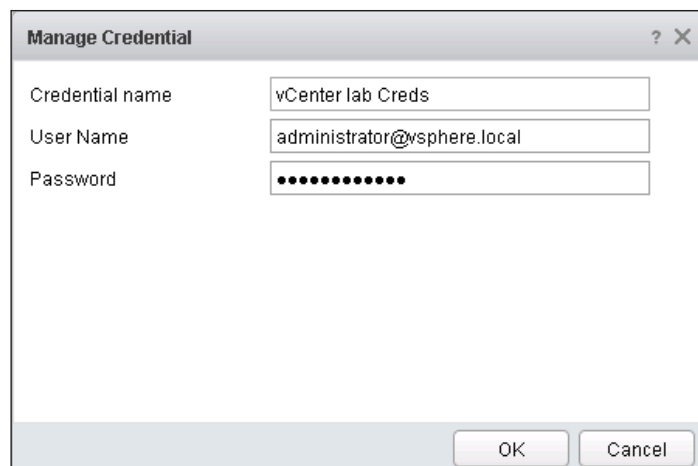 Manage Credential ?
Credential name vCenter lab Creds
User Name administrator@vsphere.local
Password ••••••••••••
OK Cancel